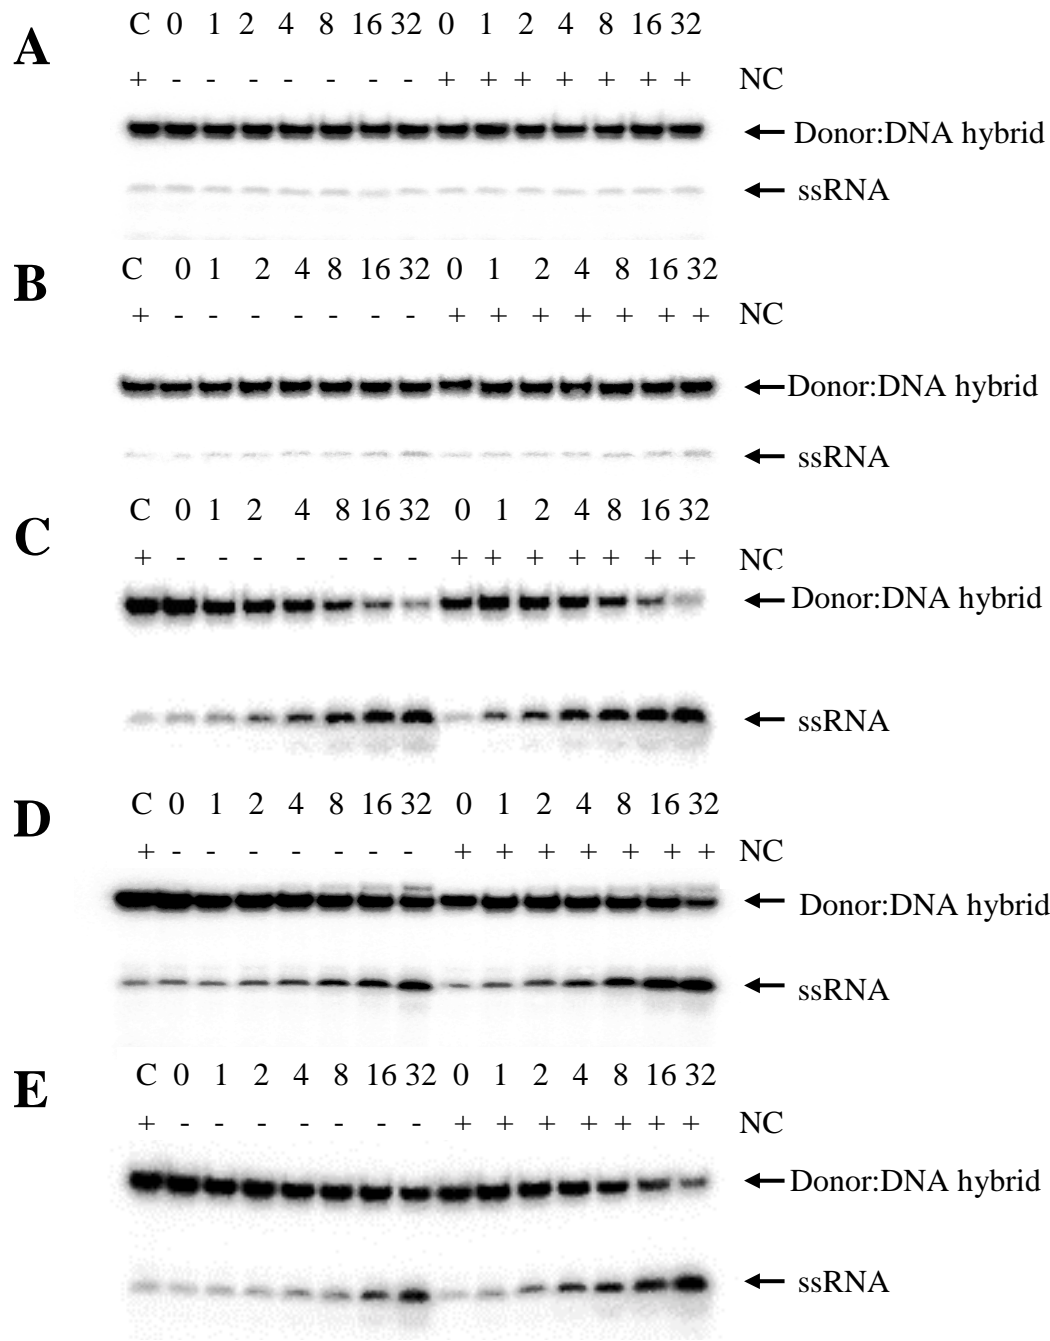 C 0 1 2 4 8 16 32 0 1 2 4 8 16 32
A
+ - - - - - - - + + + + + + + NC
Donor:DNA hybrid
ssRNA
C 0 1 2 4 8 16 32 0 1 2 4 8 16 32
B
+ - - - - - - - + + + + + + + NC
Donor:DNA hybrid
ssRNA
C 0 1 2 4 8 16 32 0 1 2 4 8 16 32
C
+ - - - - - - - + + + + + + + NC
Donor:DNA hybrid
ssRNA
C 0 1 2 4 8 16 32 0 1 2 4 8 16 32
D
+ - - - - - - - + + + + + + + NC
Donor:DNA hybrid
ssRNA
C 0 1 2 4 8 16 32 0 1 2 4 8 16 32
E
+ - - - - - - - + + + + + + + NC
Donor:DNA hybrid
ssRNA